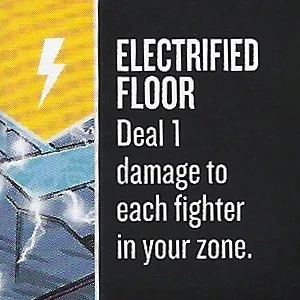 ELECTRIFIED
FLOOR
Deal 1
damage to
each fighter
in your zone.